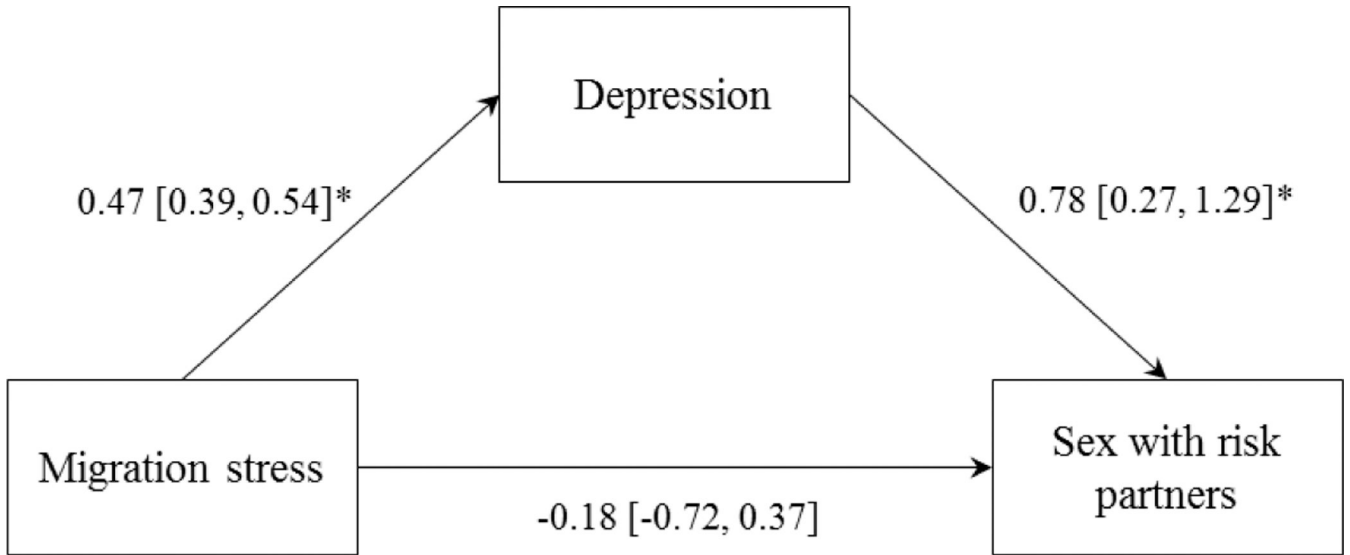 Depression
0.47 [0.39, 0.54]*
0.78 [0.27, 1.29]*
Migration stress
Sex with risk
partners
-0.18 [-0.72, 0.37]